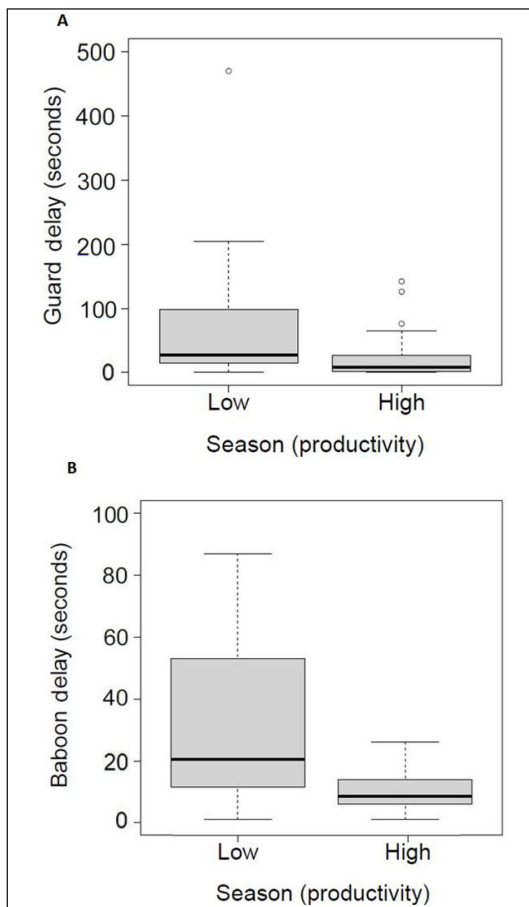 A
Guard delay (seconds)
500
400
300
200
100
0
Low High
Season (productivity)
B
Baboon delay (seconds)
100
80
60
40
20
0
Low High
Season (productivity)